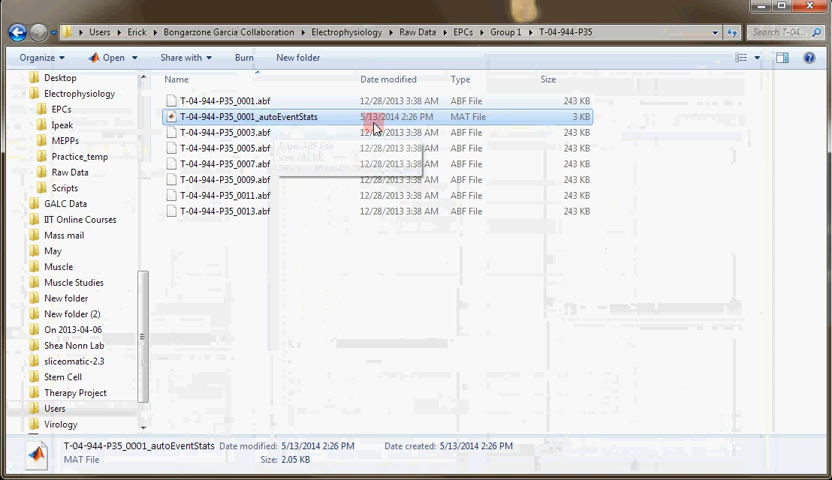 Users ▸ Erick ▸ Bongarzone Garcia Collaboration ▸ Electrophysiology ▸ Raw Data ▸ EPCs ▸ Group 1 ▸ T-04-944-P35
Search T-04...
Organize Open Share with Burn New folder
Name Date modified Type Size
Desktop
Electrophysiology
EPCs
Ipeak
MEPPs
Practice_temp
Raw Data
Scripts
GALC Data
IIT Online Courses
Mass mail
May
Muscle
Muscle Studies
New folder
New folder (2)
On 2013-04-06
Shea Nonn Lab
sliceomatic-2.3
Stem Cell
Therapy Project
Users
Virology
T-04-944-P35_0001.abf 12/28/2013 3:38 AM ABF File 243 KB
T-04-944-P35_0001_autoEventStats 5/13/2014 2:26 PM MAT File 3 KB
T-04-944-P35_0003.abf 12/28/2013 3:38 AM ABF File 243 KB
T-04-944-P35_0005.abf 12/28/2013 3:38 AM ABF File 243 KB
T-04-944-P35_0007.abf 12/28/2013 3:38 AM ABF File 243 KB
T-04-944-P35_0009.abf 12/28/2013 3:38 AM ABF File 243 KB
T-04-944-P35_0011.abf 12/28/2013 3:38 AM ABF File 243 KB
T-04-944-P35_0013.abf 12/28/2013 3:38 AM ABF File 243 KB
T-04-944-P35_0001_autoEventStats Date modified: 5/13/2014 2:26 PM Date created: 5/13/2014 2:26 PM
MAT File Size: 2.05 KB